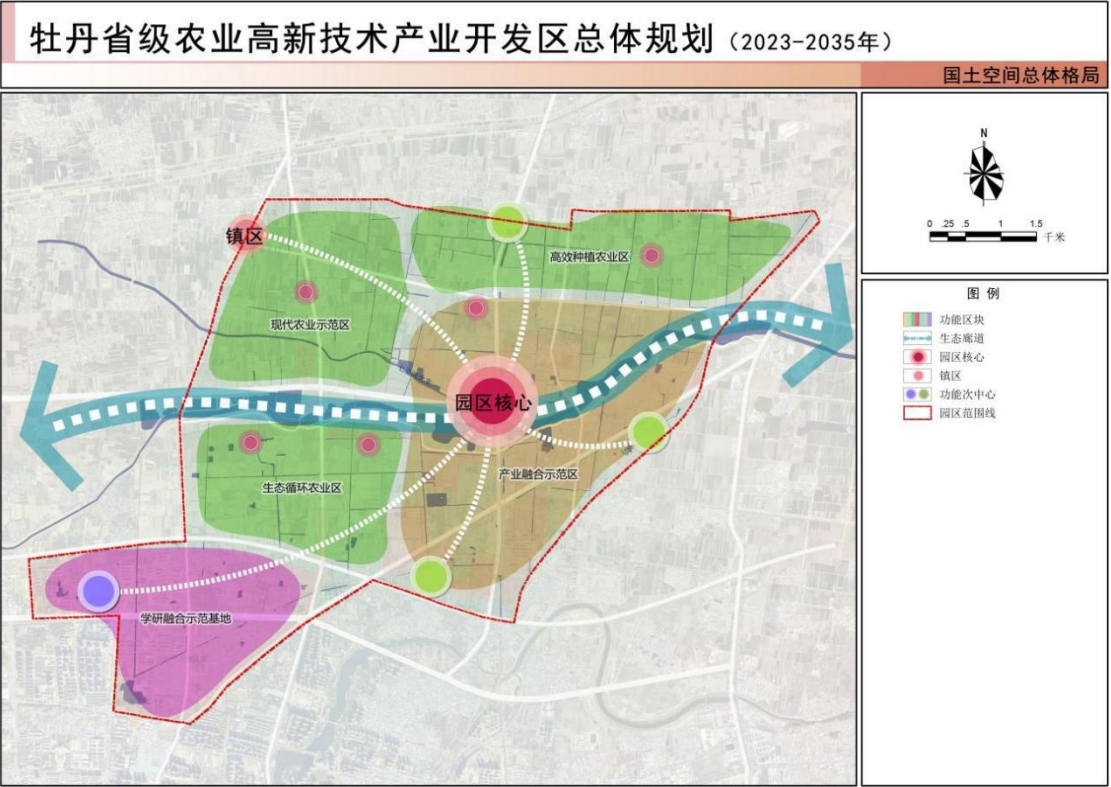 牡丹省级农业高新技术产业开发区总体规划（2023-2035年）
国土空间总体格局
N
0 .25 .5 1 1.5
千米
图 例
功能区块
生态廊道
园区核心
镇区
功能次中心
园区范围线
镇区
高效种植农业区
现代农业示范区
园区核心
产业融合示范区
生态循环农业区
学研融合示范基地